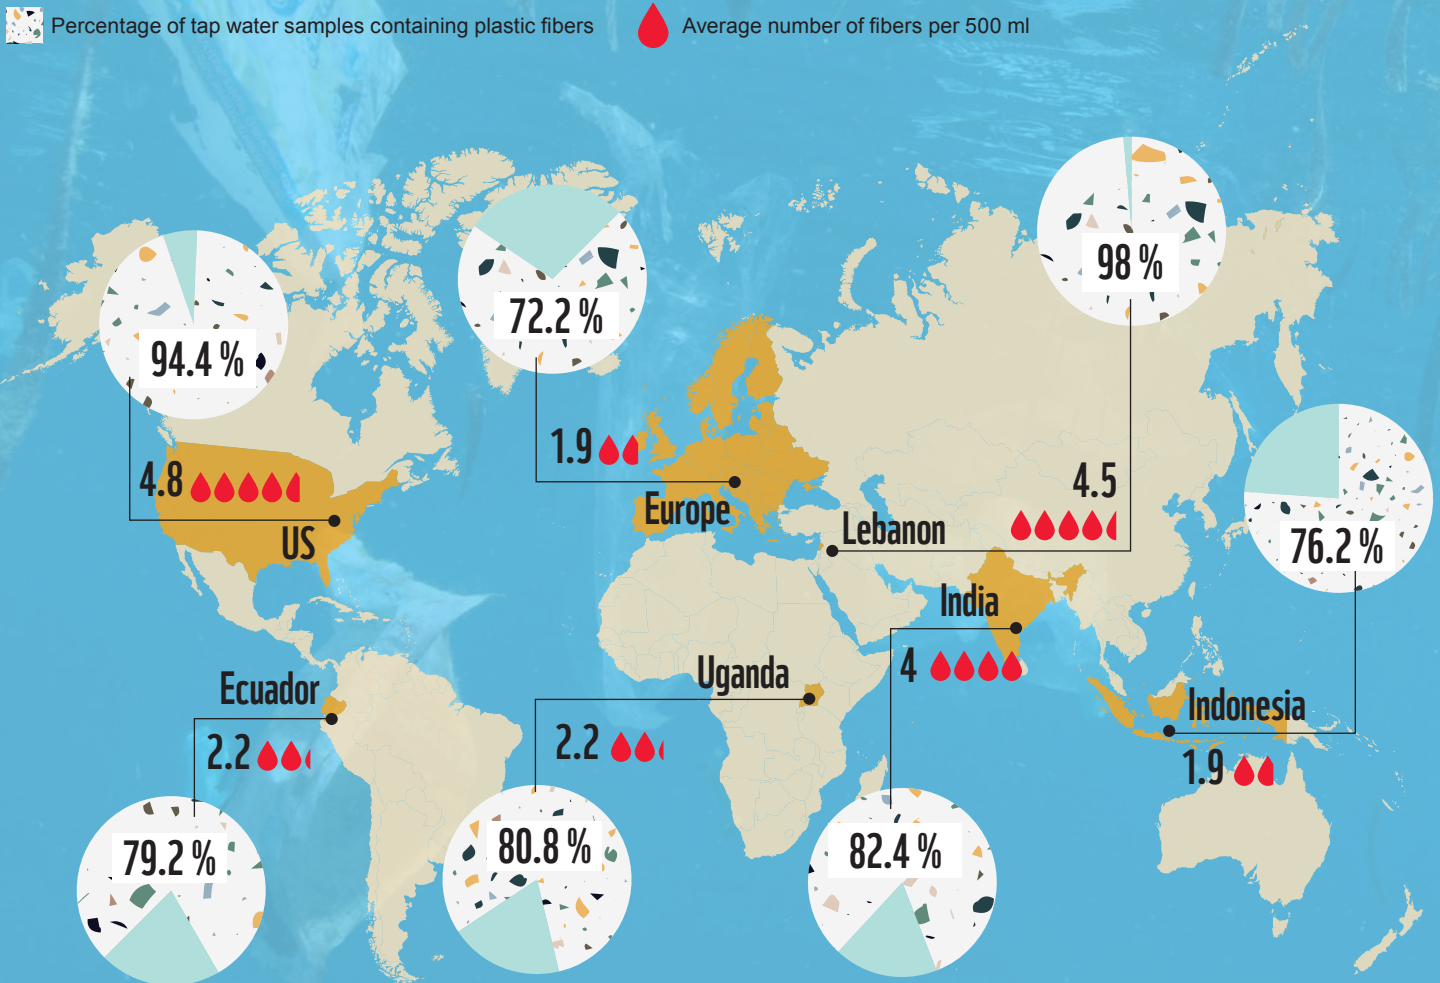 Percentage of tap water samples containing plastic fibers
Average number of fibers per 500 ml
94.4 %
4.8
US
72.2 %
1.9
Europe
98 %
4.5
Lebanon
76.2 %
Indonesia
1.9
India
4
82.4 %
Uganda
2.2
80.8 %
Ecuador
2.2
79.2 %